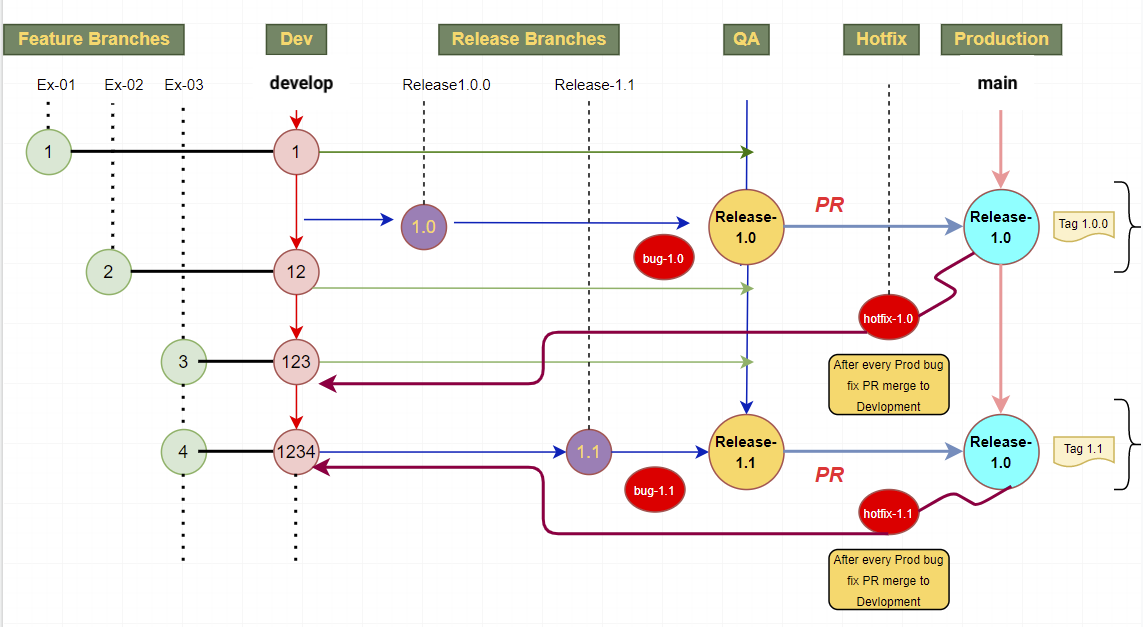 Feature Branches
Dev
Release Branches
QA
Hotfix
Production
Ex-01
Ex-02
Ex-03
develop
Release1.0.0
Release-1.1
main
1
1
1.0
Release-
1.0
PR
Release-
1.0
Tag 1.0.0
bug-1.0
2
12
hotfix-1.0
3
123
After every Prod bug
fix PR merge to
Devlopment
4
1234
1.1
Release-
1.1
PR
Release-
1.0
Tag 1.1
bug-1.1
hotfix-1.1
After every Prod bug
fix PR merge to
Devlopment